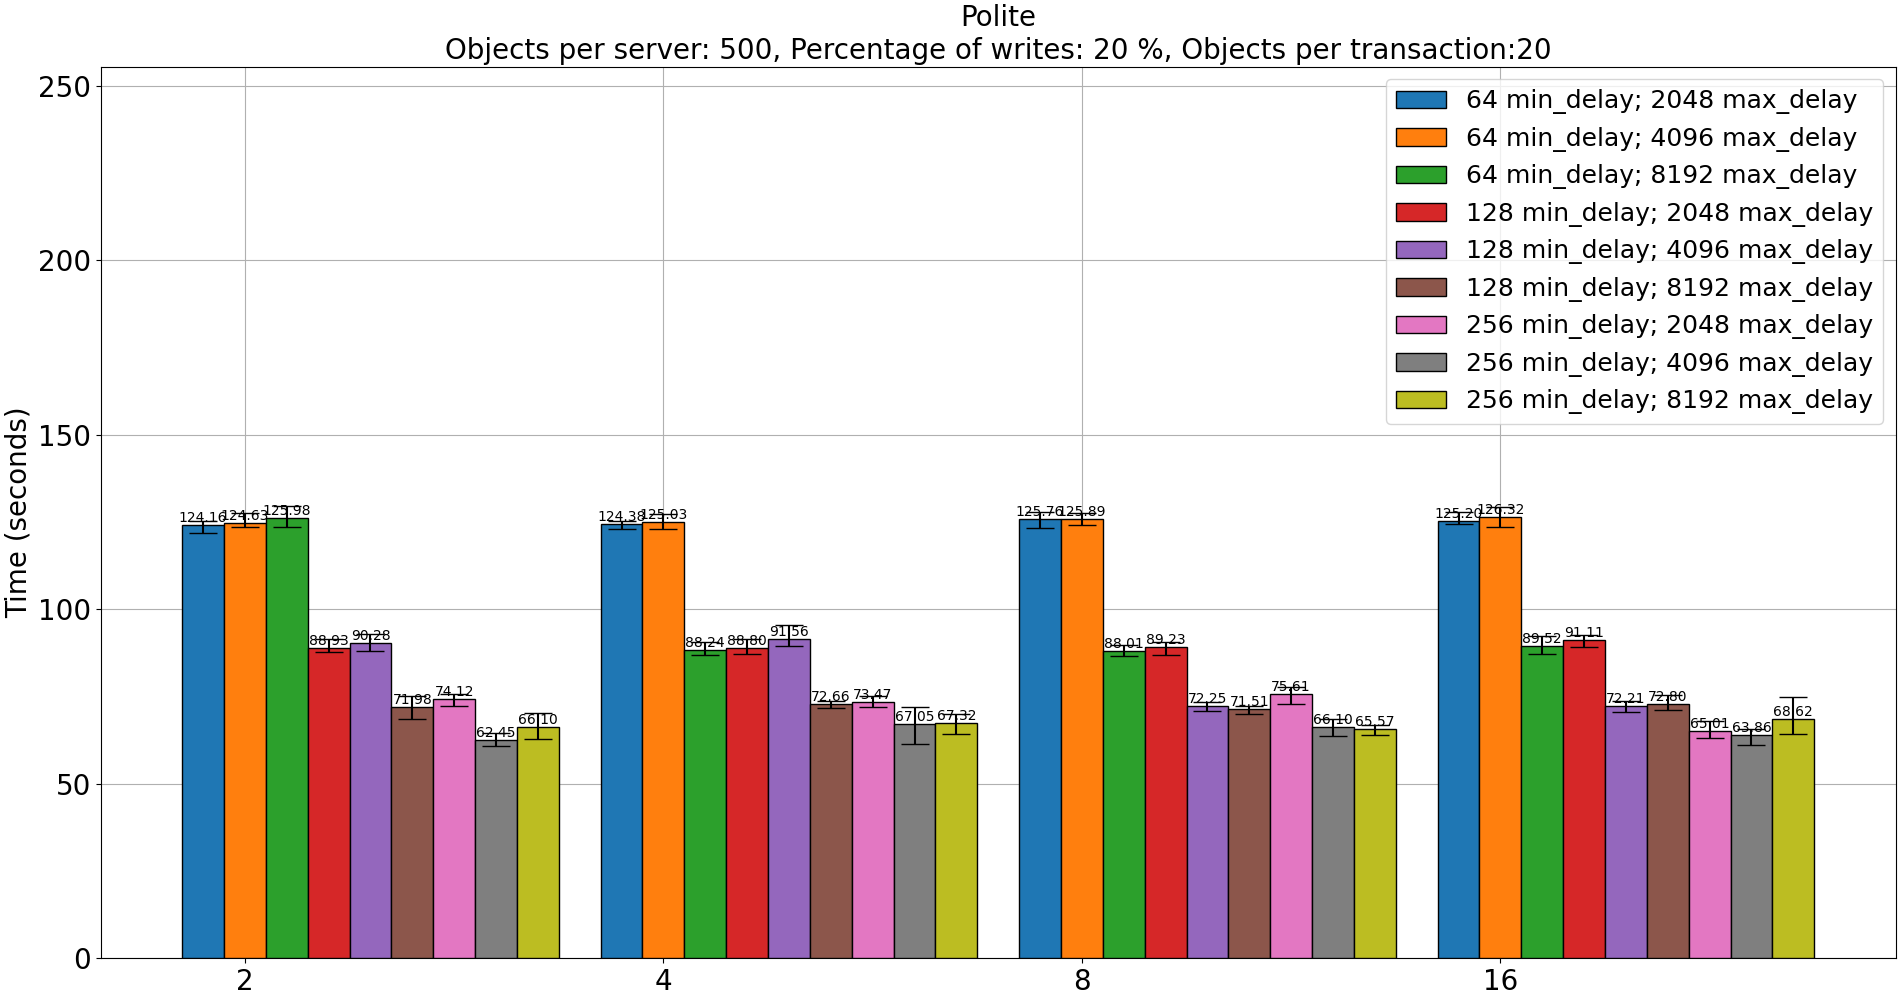 Polite
Objects per server: 500, Percentage of writes: 20 %, Objects per transaction:20
250
200
150
100
50
0
Time (seconds)
64 min_delay; 2048 max_delay
64 min_delay; 4096 max_delay
64 min_delay; 8192 max_delay
128 min_delay; 2048 max_delay
128 min_delay; 4096 max_delay
128 min_delay; 8192 max_delay
256 min_delay; 2048 max_delay
256 min_delay; 4096 max_delay
256 min_delay; 8192 max_delay
124.16 124.63 125.98 88.93 90.28 71.98 74.12 62.45 66.10
124.38 125.03 88.24 88.80 91.56 72.66 73.47 67.05 67.32
125.76 125.89 88.01 89.23 72.25 71.51 75.61 66.10 65.57
125.20 126.32 89.52 91.11 72.21 72.80 65.01 63.86 68.62
2 4 8 16